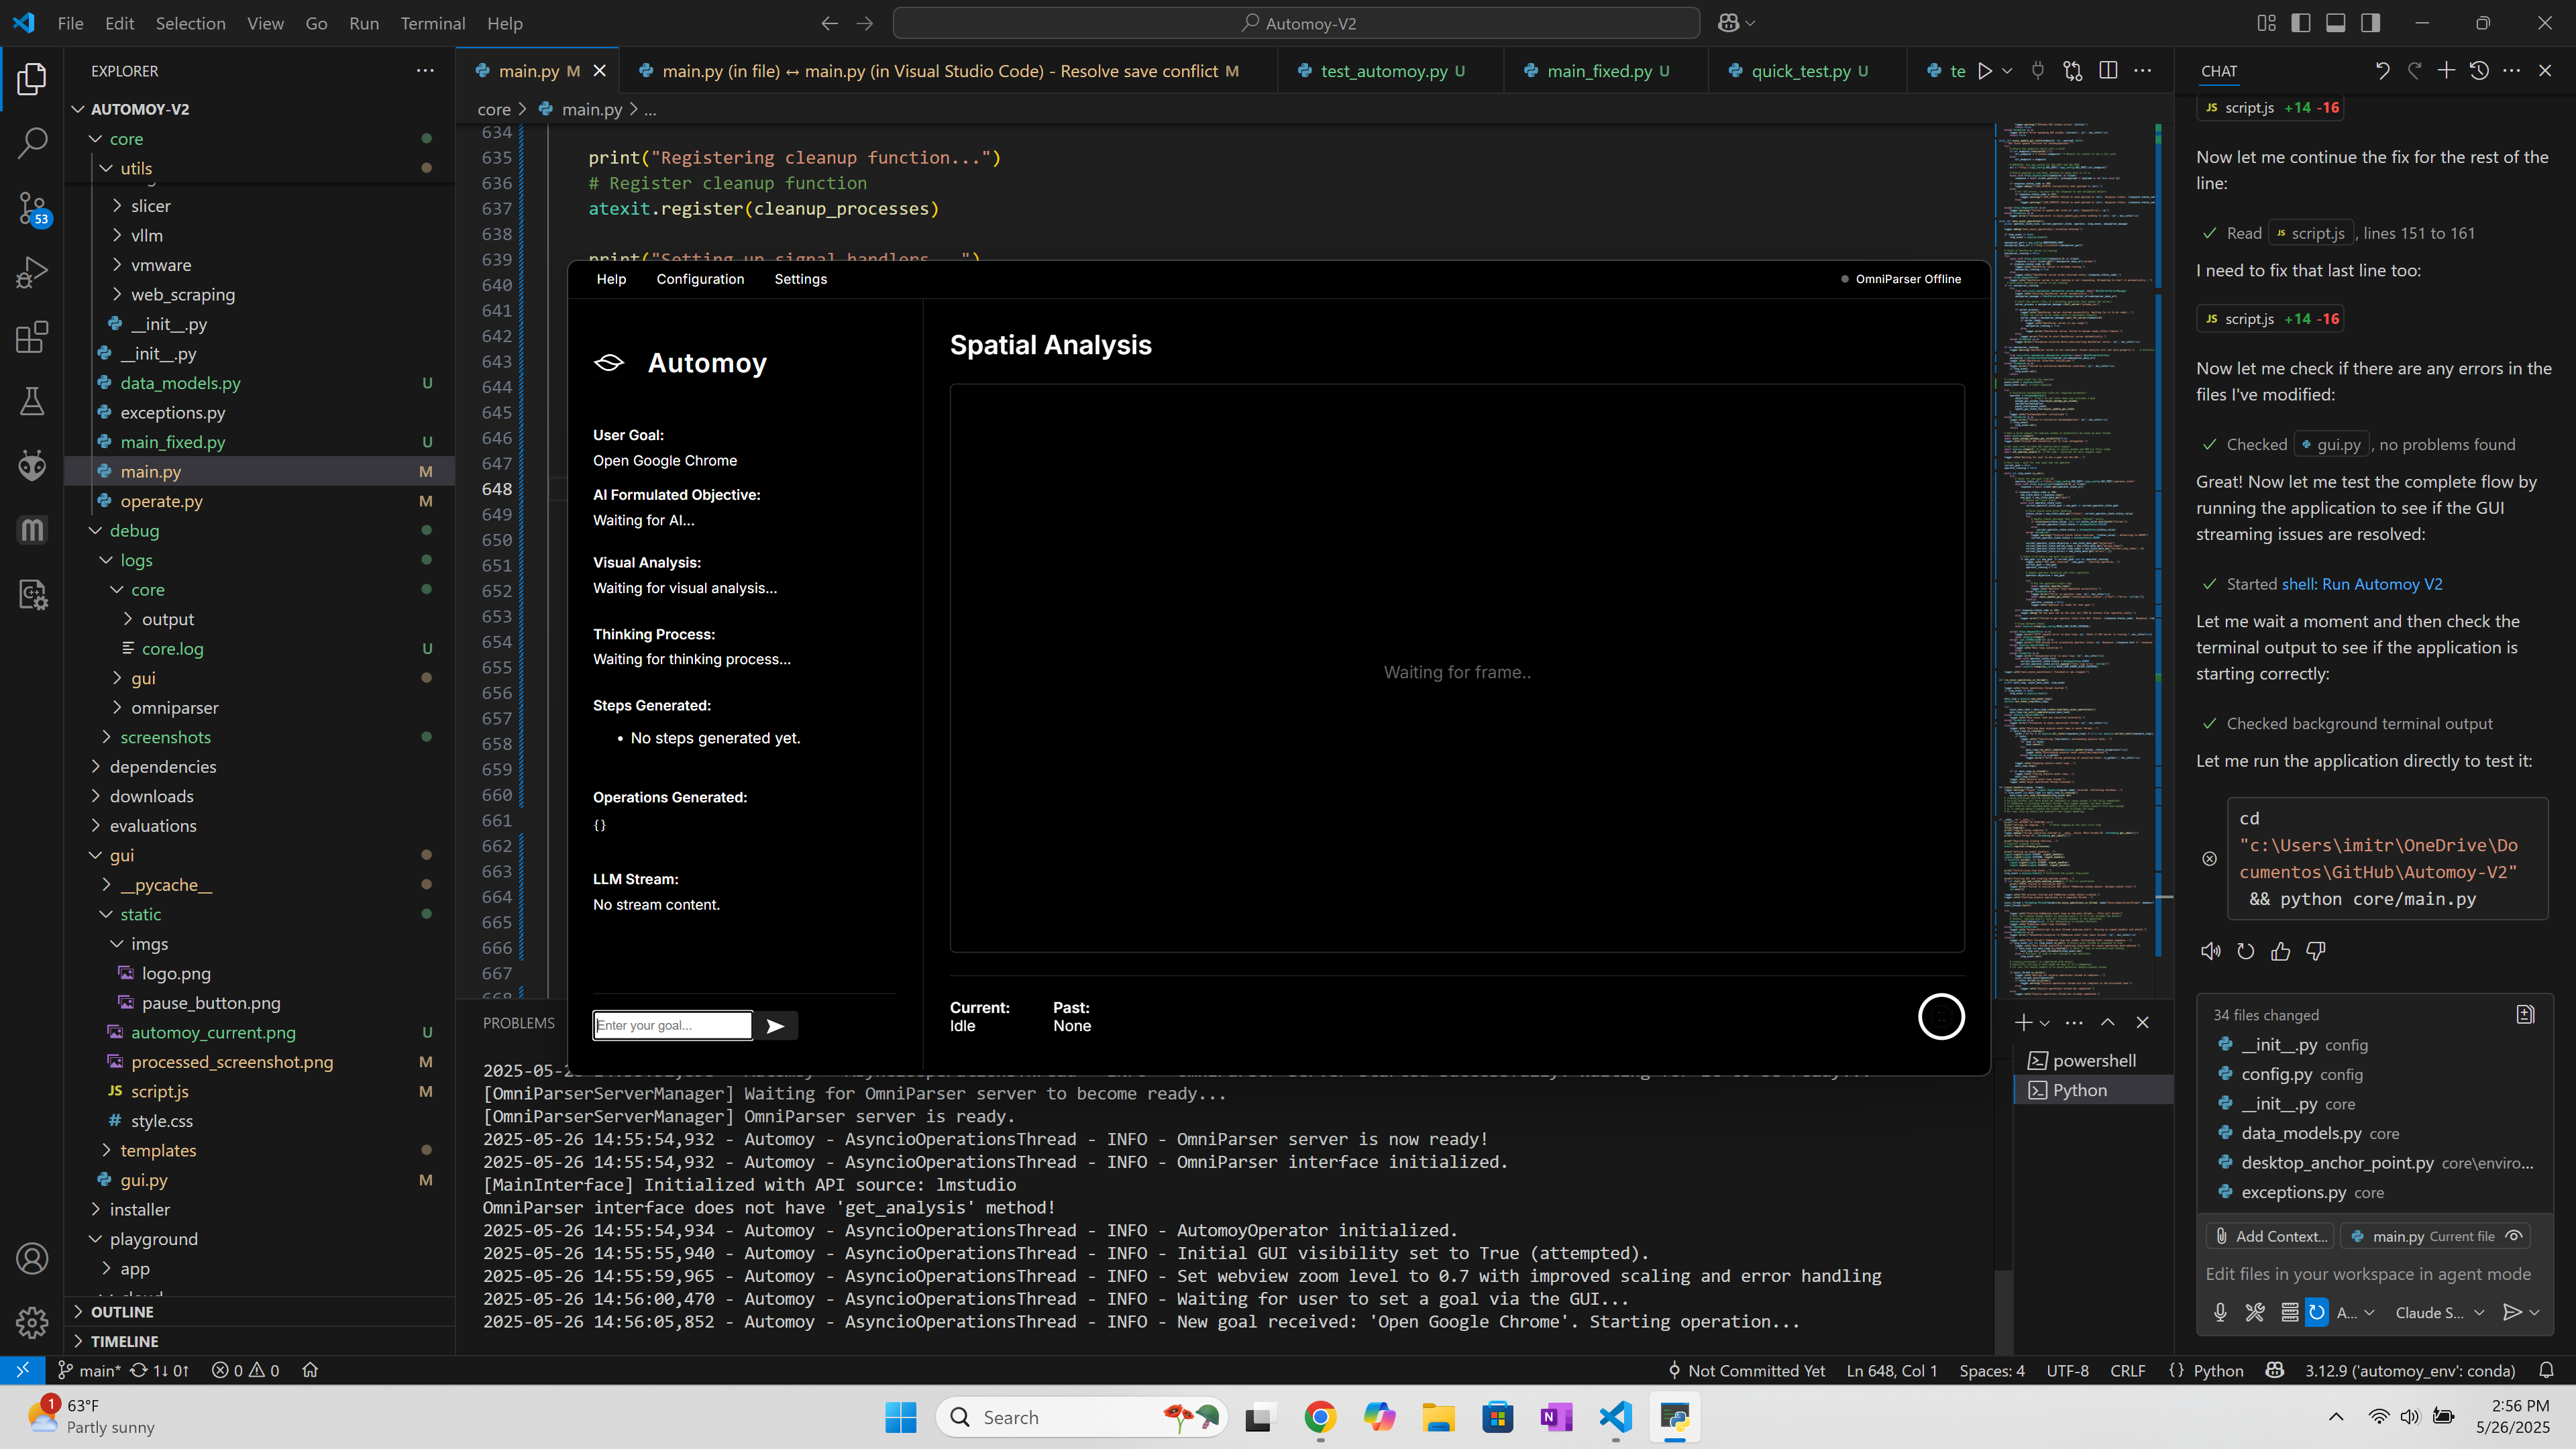 File Edit Selection View Go Run Terminal Help
Automoy-V2
EXPLORER
AUTOMOY-V2
core
utils
slicer
vllm
vmware
web_scraping
__init__.py
__init__.py
data_models.py U
exceptions.py
main_fixed.py U
main.py M
operate.py M
debug
logs
core
output
core.log U
gui
omniparser
screenshots
dependencies
downloads
evaluations
gui
__pycache__
static
imgs
logo.png
pause_button.png
automoy_current.png U
processed_screenshot.png M
script.js M
style.css
templates
gui.py M
installer
playground
app
OUTLINE
TIMELINE
53
main.py M
main.py (in file) ↔ main.py (in Visual Studio Code) - Resolve save conflict M
test_automoy.py U
main_fixed.py U
quick_test.py U
te
core > main.py > ...
634
635 print("Registering cleanup function...")
636 # Register cleanup function
637 atexit.register(cleanup_processes)
638
639 print("Setting up signal handlers...")
640
641
642
643
644
645
646
647
648
649
650
651
652
653
654
655
656
657
658
659
660
661
662
663
664
665
666
667
668
Help Configuration Settings
OmniParser Offline
Automoy
User Goal:
Open Google Chrome
AI Formulated Objective:
Waiting for AI...
Visual Analysis:
Waiting for visual analysis...
Thinking Process:
Waiting for thinking process...
Steps Generated:
• No steps generated yet.
Operations Generated:
{}
LLM Stream:
No stream content.
Enter your goal...
Spatial Analysis
Waiting for frame..
Current:
Idle
Past:
None
PROBLEMS
[OmniParserServerManager] Waiting for OmniParser server to become ready...
[OmniParserServerManager] OmniParser server is ready.
2025-05-26 14:55:54,932 - Automoy - AsyncioOperationsThread - INFO - OmniParser server is now ready!
2025-05-26 14:55:54,932 - Automoy - AsyncioOperationsThread - INFO - OmniParser interface initialized.
[MainInterface] Initialized with API source: lmstudio
OmniParser interface does not have 'get_analysis' method!
2025-05-26 14:55:54,934 - Automoy - AsyncioOperationsThread - INFO - AutomoyOperator initialized.
2025-05-26 14:55:55,940 - Automoy - AsyncioOperationsThread - INFO - Initial GUI visibility set to True (attempted).
2025-05-26 14:55:59,965 - Automoy - AsyncioOperationsThread - INFO - Set webview zoom level to 0.7 with improved scaling and error handling
2025-05-26 14:56:00,470 - Automoy - AsyncioOperationsThread - INFO - Waiting for user to set a goal via the GUI...
2025-05-26 14:56:05,852 - Automoy - AsyncioOperationsThread - INFO - New goal received: 'Open Google Chrome'. Starting operation...
powershell
Python
CHAT
JS script.js +14 -16
Now let me continue the fix for the rest of the
line:
Read JS script.js, lines 151 to 161
I need to fix that last line too:
JS script.js +14 -16
Now let me check if there are any errors in the
files I've modified:
Checked gui.py, no problems found
Great! Now let me test the complete flow by
running the application to see if the GUI
streaming issues are resolved:
Started shell: Run Automoy V2
Let me wait a moment and then check the
terminal output to see if the application is
starting correctly:
Checked background terminal output
Let me run the application directly to test it:
cd
"c:\Users\imitr\OneDrive\Do
cumentos\GitHub\Automoy-V2"
&& python core/main.py
34 files changed
__init__.py config
config.py config
__init__.py core
data_models.py core
desktop_anchor_point.py core\enviro...
exceptions.py core
Add Context... main.py Current file
Edit files in your workspace in agent mode
A... Claude S...
main* 1↓ 0↑ 0 0
Not Committed Yet Ln 648, Col 1 Spaces: 4 UTF-8 CRLF {} Python 3.12.9 ('automoy_env': conda)
1
63°F
Partly sunny
Search
2:56 PM
5/26/2025